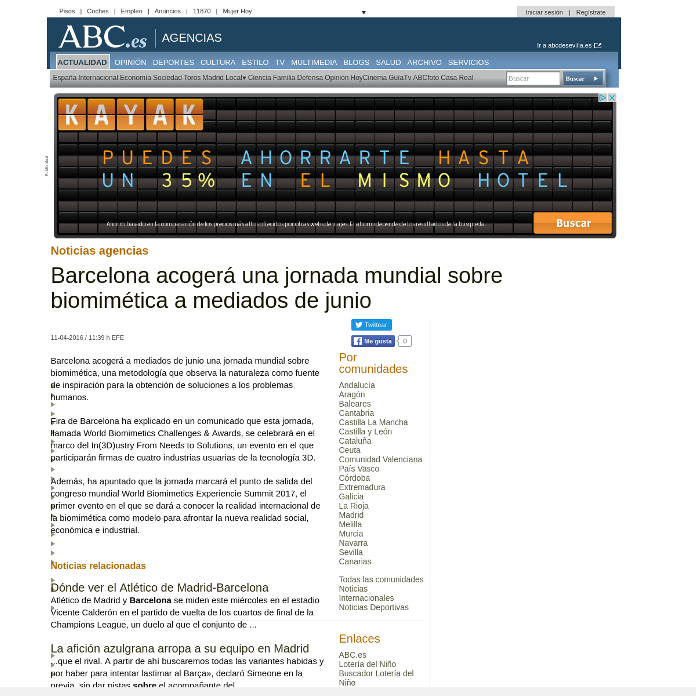 Pisos | Coches | Empleo | Anuncios | 11870 | Mujer Hoy
Iniciar sesión | Regístrate
ABC.es
AGENCIAS
Ir a abcdesevilla.es
ACTUALIDAD OPINIÓN DEPORTES CULTURA ESTILO TV MULTIMEDIA BLOGS SALUD ARCHIVO SERVICIOS
España Internacional Economía Sociedad Toros Madrid Local Ciencia Familia Defensa Opinión HoyCinema GuiaTv ABCfoto Casa Real
Buscar
Buscar
Publicidad
KAYAK
PUEDES AHORRARTE HASTA
UN 35% EN EL MISMO HOTEL
Buscar
Noticias agencias
Barcelona acogerá una jornada mundial sobre
biomimética a mediados de junio
Twittear
Me gusta 0
11-04-2016 / 11:39 h EFE
Barcelona acogerá a mediados de junio una jornada mundial sobre
biomimética, una metodología que observa la naturaleza como fuente
de inspiración para la obtención de soluciones a los problemas
humanos.
Fira de Barcelona ha explicado en un comunicado que esta jornada,
llamada World Biomimetics Challenges & Awards, se celebrará en el
marco del In(3D)ustry From Needs to Solutions, un evento en el que
participarán firmas de cuatro industrias usuarias de la tecnología 3D.
Además, ha apuntado que la jornada marcará el punto de salida del
congreso mundial World Biomimetics Experiencie Summit 2017, el
primer evento en el que se dará a conocer la realidad internacional de
la biomimética como modelo para afrontar la nueva realidad social,
económica e industrial.
Noticias relacionadas
Dónde ver el Atlético de Madrid-Barcelona
Atlético de Madrid y Barcelona se miden este miércoles en el estadio
Vicente Calderón en el partido de vuelta de los cuartos de final de la
Champions League, un duelo al que el conjunto de ...
La afición azulgrana arropa a su equipo en Madrid
...que el rival. A partir de ahí buscaremos todas las variantes habidas y
por haber para intentar lastimar al Barça», declaró Simeone en la
previa, sin dar pistas sobre el acompañante del
Por
comunidades
Andalucía
Aragón
Baleares
Cantabria
Castilla La Mancha
Castilla y León
Cataluña
Ceuta
Comunidad Valenciana
País Vasco
Córdoba
Extremadura
Galicia
La Rioja
Madrid
Melilla
Murcia
Navarra
Sevilla
Canarias
Todas las comunidades
Noticias
Internacionales
Noticias Deportivas
Enlaces
ABC.es
Lotería del Niño
Buscador Lotería del
Niño